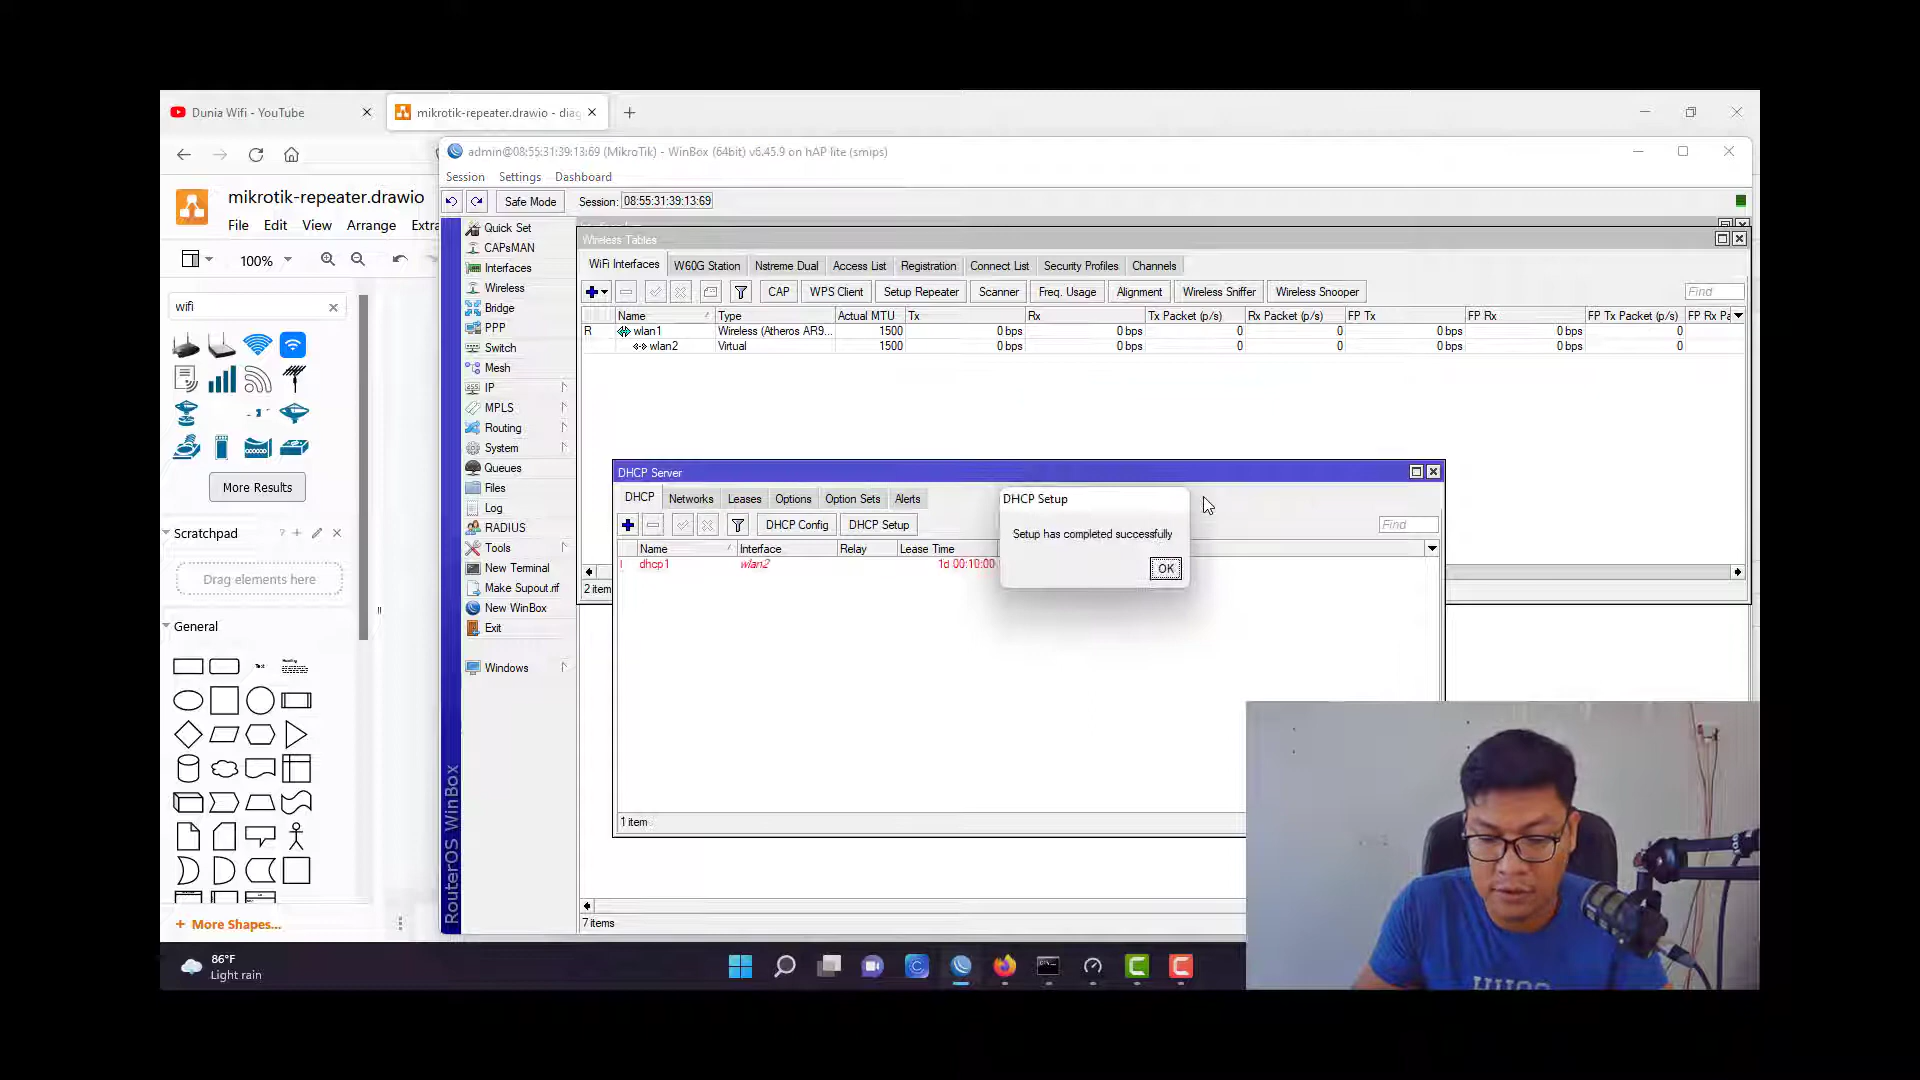 Dunia Wifi - YouTube
mikrotik-repeater.drawio - diag
admin@08:55:31:39:13:69 (MikroTik) - WinBox (64bit) v6.45.9 on hAP lite (smips)
Session Settings Dashboard
mikrotik-repeater.drawio
File Edit View Arrange Extra
Safe Mode Session: 08:55:31:39:13:69
100%
wifi
More Results
Scratchpad
Drag elements here
General
Text
Heading
+ More Shapes...
Quick Set
CAPsMAN
Interfaces
Wireless
Bridge
PPP
Switch
Mesh
IP
MPLS
Routing
System
Queues
Files
Log
RADIUS
Tools
New Terminal
Make Supout.rif
New WinBox
Exit
Windows
RouterOS WinBox
Wireless Tables
WiFi Interfaces W60G Station Nstreme Dual Access List Registration Connect List Security Profiles Channels
CAP WPS Client Setup Repeater Scanner Freq. Usage Alignment Wireless Sniffer Wireless Snooper Find
Name Type Actual MTU Tx Rx Tx Packet (p/s) Rx Packet (p/s) FP Tx FP Rx FP Tx Packet (p/s) FP Rx Pa
R wlan1 Wireless (Atheros AR9... 1500 0 bps 0 bps 0 0 0 bps 0 bps 0
wlan2 Virtual 1500 0 bps 0 bps 0 0 0 bps 0 bps 0
2 item
DHCP Server
DHCP Networks Leases Options Option Sets Alerts
DHCP Config DHCP Setup Find
Name Interface Relay Lease Time
I dhcp1 wlan2 1d 00:10:00
1 item
DHCP Setup
Setup has completed successfully
OK
7 items
86°F
Light rain